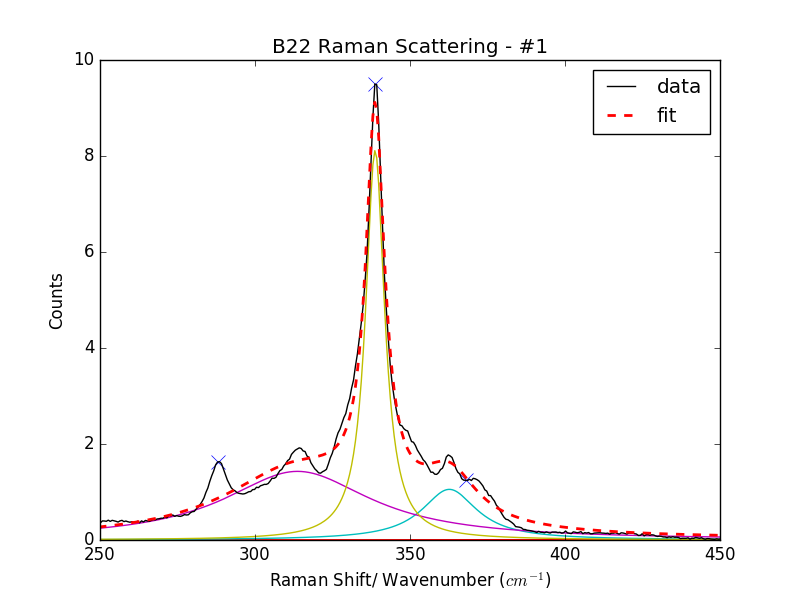 B22 Raman Scattering - #1
10
8
6
4
2
0
Counts
data
fit
250
300
350
400
450
Raman Shift/ Wavenumber (cm⁻¹)